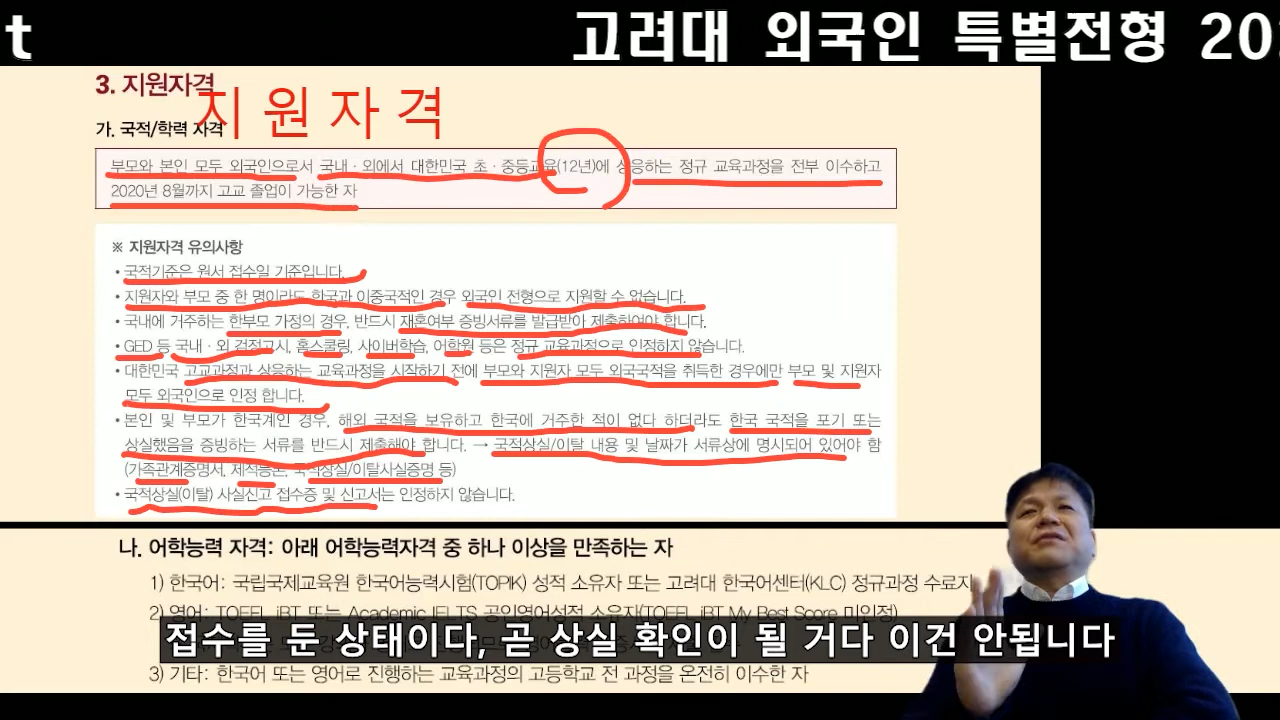 t 고려대 외국인 특별전형 20
3. 지원자격
지 원 자 격
가. 국적/학력 자격
부모와 본인 모두 외국인으로서 국내 · 외에서 대한민국 초 · 중등교육(12년)에 상응하는 정규 교육과정을 전부 이수하고
2020년 8월까지 고교 졸업이 가능한 자
※ 지원자격 유의사항
• 국적기준은 원서 접수일 기준입니다.
• 지원자와 부모 중 한 명이라도 한국과 이중국적인 경우 외국인 전형으로 지원할 수 없습니다.
• 국내에 거주하는 한부모 가정의 경우, 반드시 재혼여부 증빙서류를 발급받아 제출하여야 합니다.
• GED 등 국내 · 외 검정고시, 홈스쿨링, 사이버학습, 어학원 등은 정규 교육과정으로 인정하지 않습니다.
• 대한민국 고교과정과 상응하는 교육과정을 시작하기 전에 부모와 지원자 모두 외국국적을 취득한 경우에만 부모 및 지원자
모두 외국인으로 인정 합니다.
• 본인 및 부모가 한국계인 경우, 해외 국적을 보유하고 한국에 거주한 적이 없다 하더라도 한국 국적을 포기 또는
상실했음을 증빙하는 서류를 반드시 제출해야 합니다. → 국적상실/이탈 내용 및 날짜가 서류상에 명시되어 있어야 함
(가족관계증명서, 제적등본, 국적상실/이탈사실증명 등)
• 국적상실(이탈) 사실신고 접수증 및 신고서는 인정하지 않습니다.
나. 어학능력 자격: 아래 어학능력자격 중 하나 이상을 만족하는 자
1) 한국어: 국립국제교육원 한국어능력시험(TOPIK) 성적 소유자 또는 고려대 한국어센터(KLC) 정규과정 수료자
2) 영어: TOEFL iBT 또는 Academic IELTS 공인영어성적 소유자(TOEFL iBT My Best Score 미인정)
접수를 둔 상태이다, 곧 상실 확인이 될 거다 이건 안됩니다
3) 기타: 한국어 또는 영어로 진행하는 교육과정의 고등학교 전 과정을 온전히 이수한 자